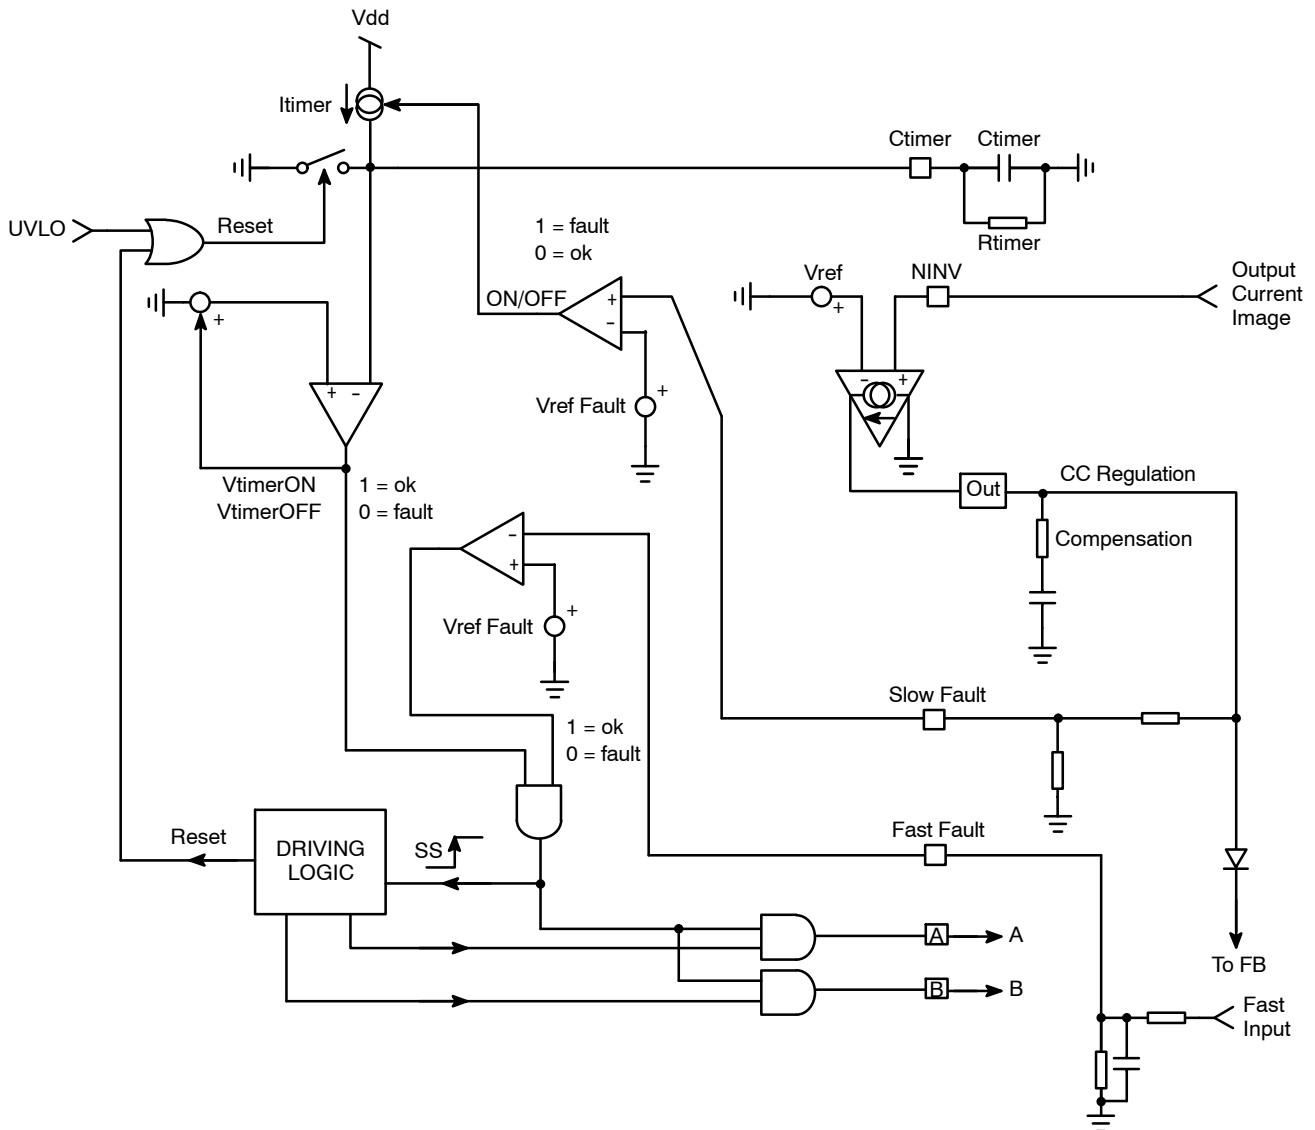 Vdd
Itimer
Ctimer
Ctimer
Rtimer
UVLO
Reset
1 = fault
0 = ok
ON/OFF
+
−
Vref
NINV
Output
Current
Image
+
+
+ −
− +
Vref Fault
+
VtimerON
VtimerOFF
1 = ok
0 = fault
Out
CC Regulation
Compensation
−
+
Vref Fault
+
Slow Fault
1 = ok
0 = fault
Reset
DRIVING
LOGIC
SS
Fast Fault
A
A
B
B
To FB
Fast
Input